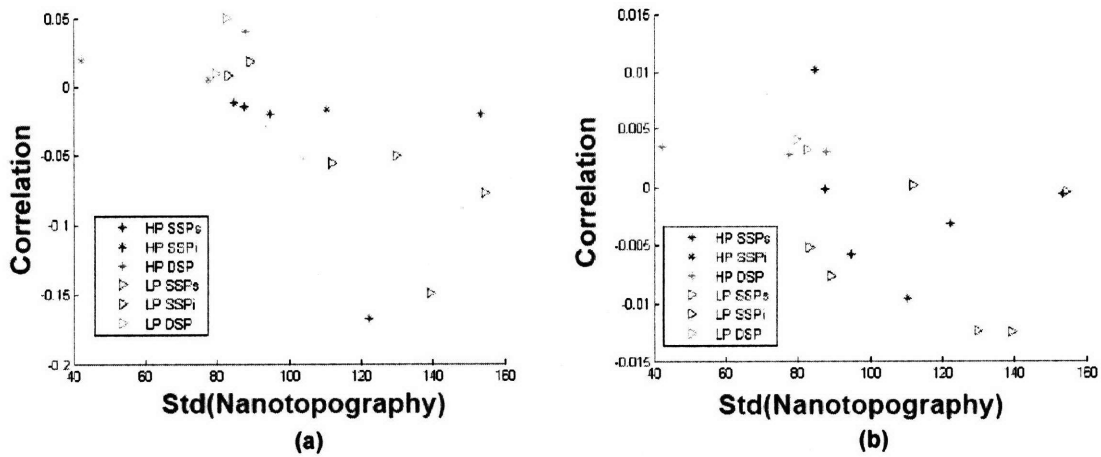 0.05
0
-0.05
-0.1
-0.15
-0.2
Correlation
HP SSPs
HP SSPi
HP DSP
LP SSPs
LP SSPi
LP DSP
40 60 80 100 120 140 160
Std(Nanotopography)
(a)
0.015
0.01
0.005
0
-0.005
-0.01
-0.015
Correlation
HP SSPs
HP SSPi
HP DSP
LP SSPs
LP SSPi
LP DSP
40 60 80 100 120 140 160
Std(Nanotopography)
(b)